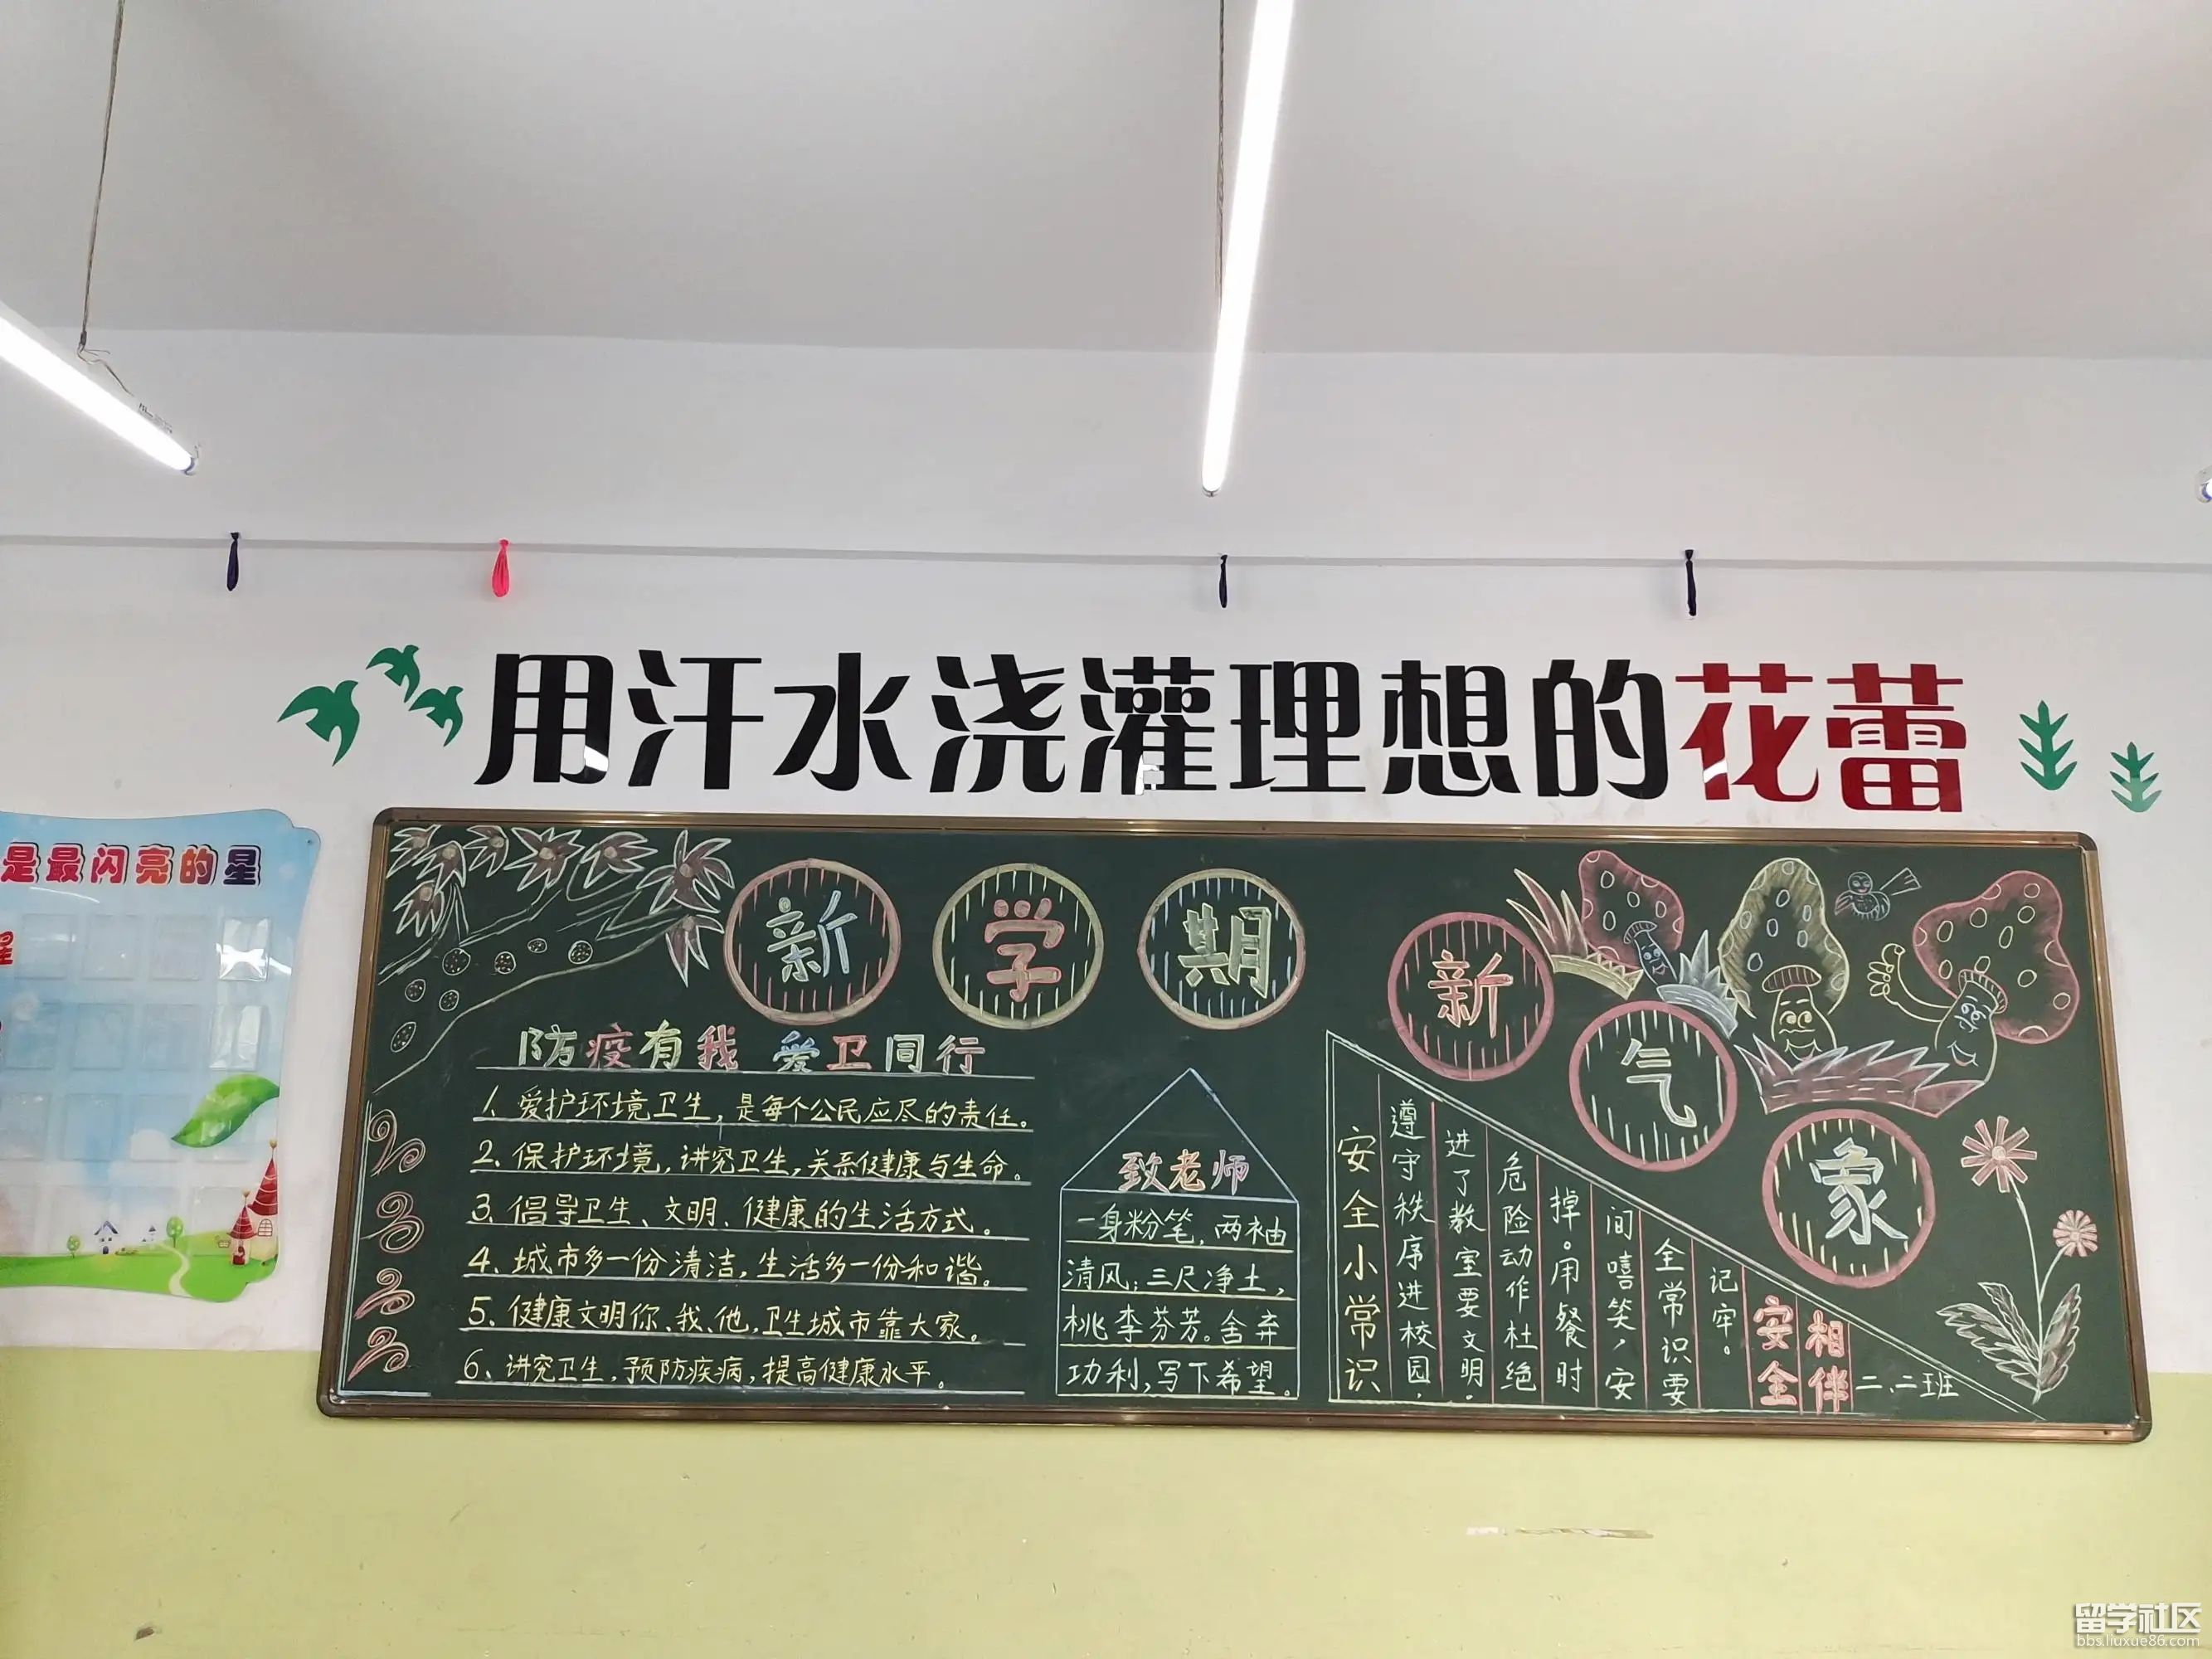 用汗水浇灌理想的花蕾
是最闪亮的星
新学期
新气象
防疫有我 爱卫同行
1、爱护环境卫生，是每个公民应尽的责任。
2、保护环境，讲究卫生，关系健康与生命。
3、倡导卫生、文明、健康的生活方式。
4、城市多一份清洁，生活多一份和谐。
5、健康文明你、我、他，卫生城市靠大家。
6、讲究卫生，预防疾病，提高健康水平。
致老师
一身粉笔，两袖
清风；三尺净土，
桃李芬芳。舍弃
功利，写下希望。
安全小常识
遵守秩序进校园，
进了教室要文明。
危险动作杜绝
掉。用餐时
间嘻笑，安
全常识要
记牢。
安全
相伴
二、二班
留学社区
bbs.liuxue86.com